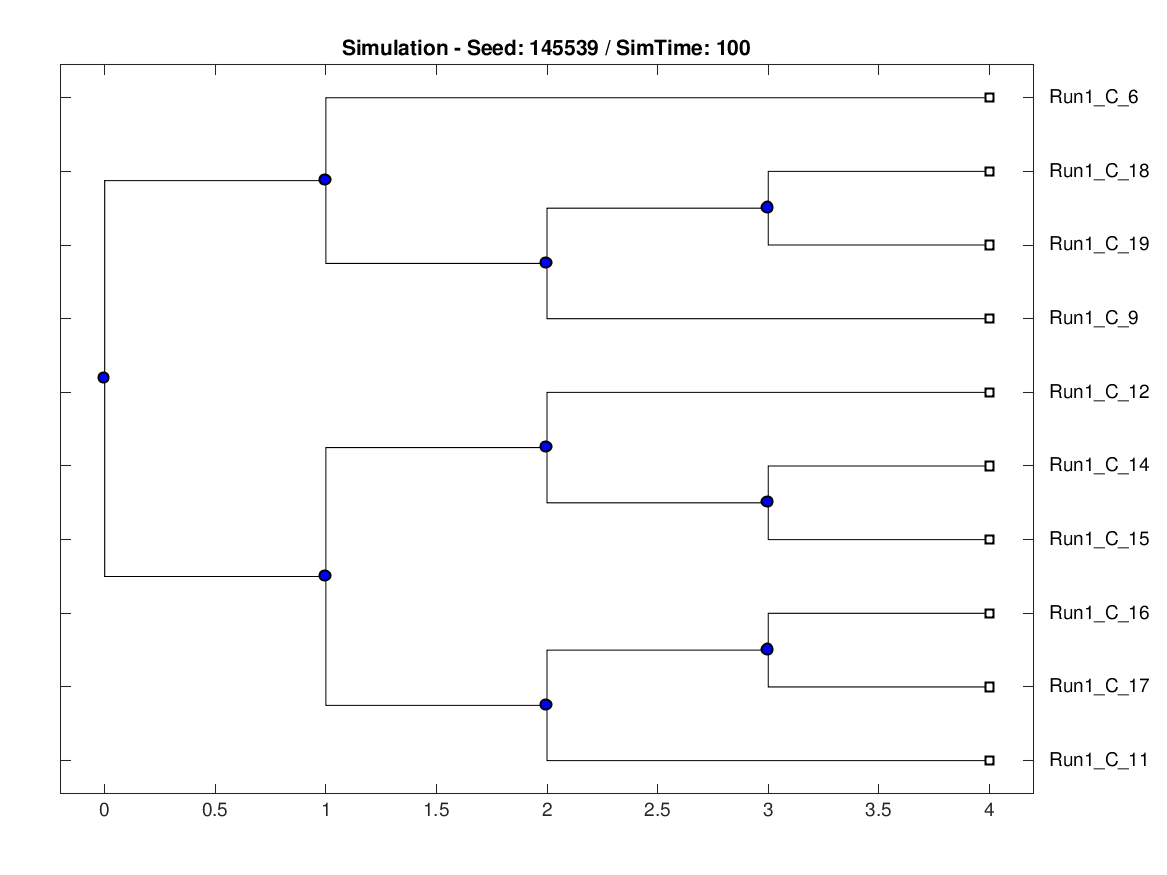 Simulation - Seed: 145539 / SimTime: 100
Run1_C_6
Run1_C_18
Run1_C_19
Run1_C_9
Run1_C_12
Run1_C_14
Run1_C_15
Run1_C_16
Run1_C_17
Run1_C_11
0 0.5 1 1.5 2 2.5 3 3.5 4